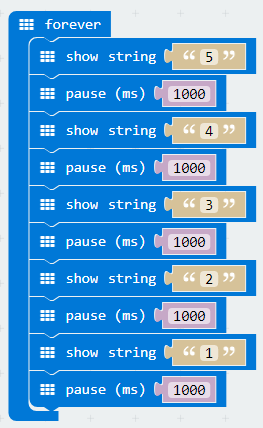 forever
show string “ 5 ”
pause (ms) 1000
show string “ 4 ”
pause (ms) 1000
show string “ 3 ”
pause (ms) 1000
show string “ 2 ”
pause (ms) 1000
show string “ 1 ”
pause (ms) 1000